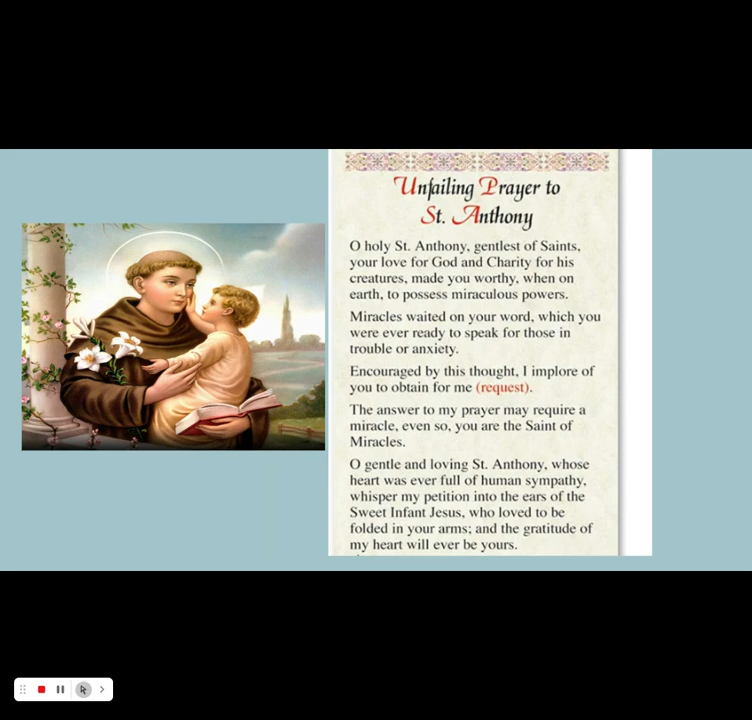 Unfailing Prayer to
St. Anthony
O holy St. Anthony, gentlest of Saints,
your love for God and Charity for his
creatures, made you worthy, when on
earth, to possess miraculous powers.
Miracles waited on your word, which you
were ever ready to speak for those in
trouble or anxiety.
Encouraged by this thought, I implore of
you to obtain for me (request).
The answer to my prayer may require a
miracle, even so, you are the Saint of
Miracles.
O gentle and loving St. Anthony, whose
heart was ever full of human sympathy,
whisper my petition into the ears of the
Sweet Infant Jesus, who loved to be
folded in your arms; and the gratitude of
my heart will ever be yours.